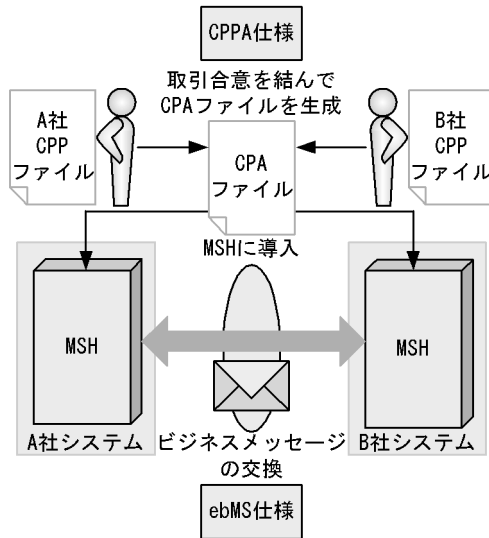 CPPA仕様
取引合意を結んで
CPAファイルを生成
A社
CPP
ファイル
CPA
ファイル
B社
CPP
ファイル
MSHに導入
MSH
MSH
A社システム
ビジネスメッセージ
の交換
B社システム
ebMS仕様